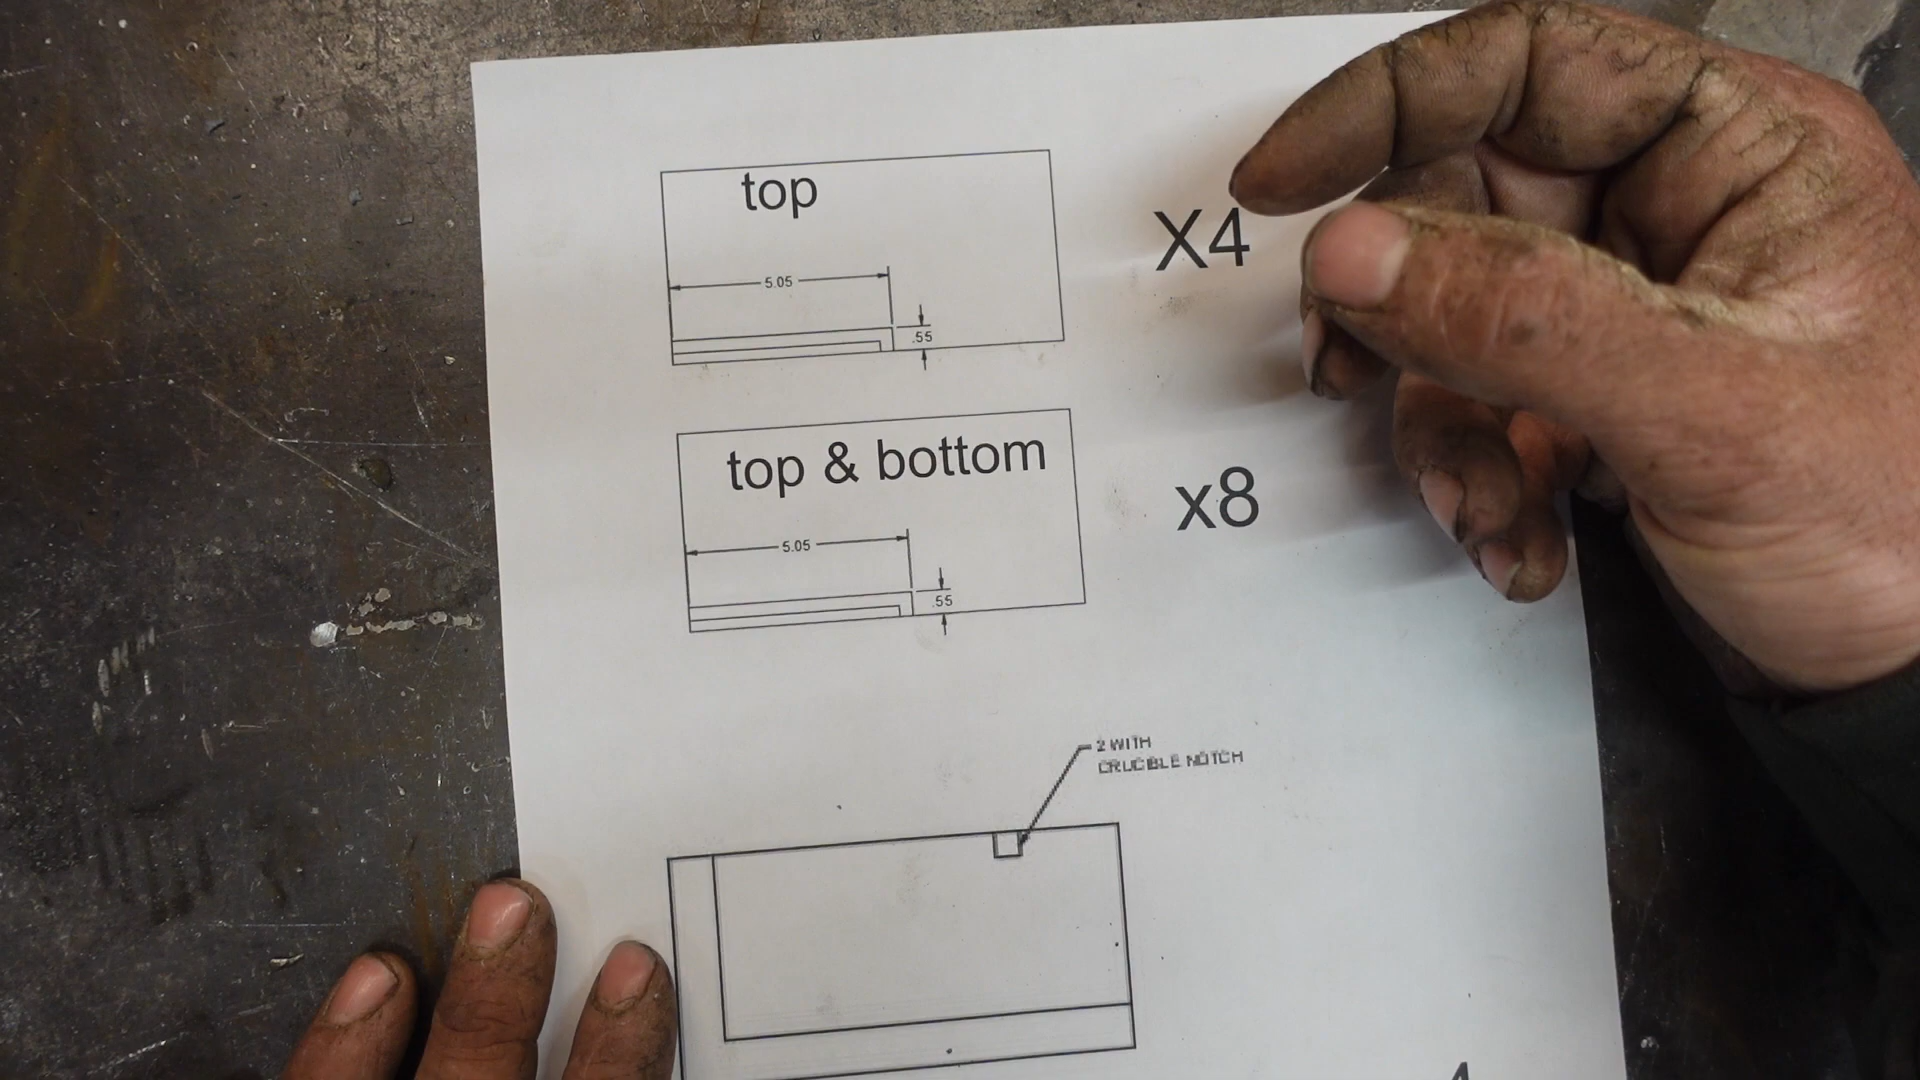 top
X4
5.05
.55
top & bottom
x8
5.05
.55
2 WITH
CRUCIBLE NOTCH